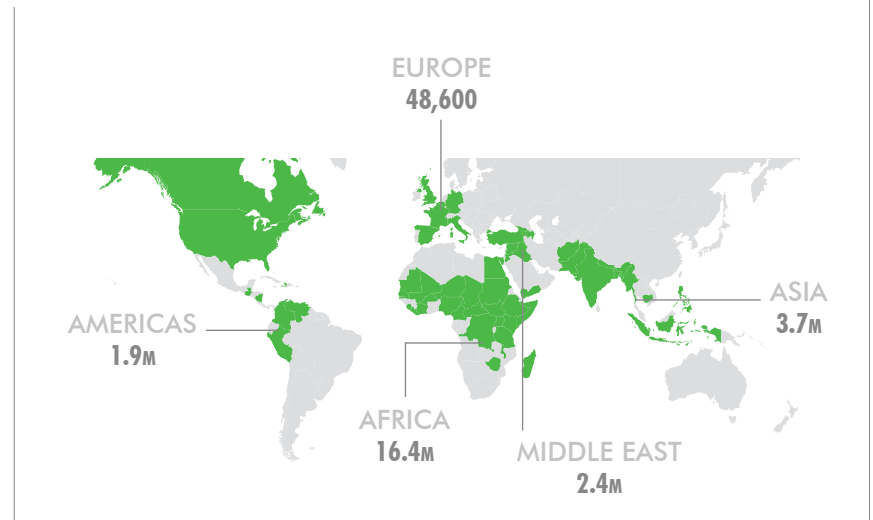 EUROPE
48,600
AMERICAS
1.9M
ASIA
3.7M
AFRICA
16.4M
MIDDLE EAST
2.4M